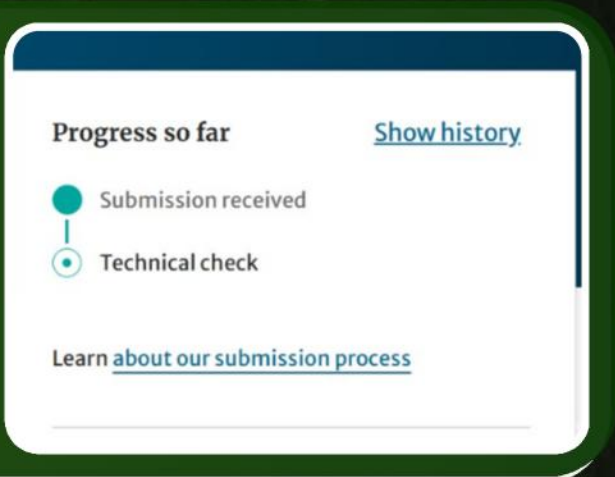 Progress so far Show history
Submission received
Technical check
Learn about our submission process